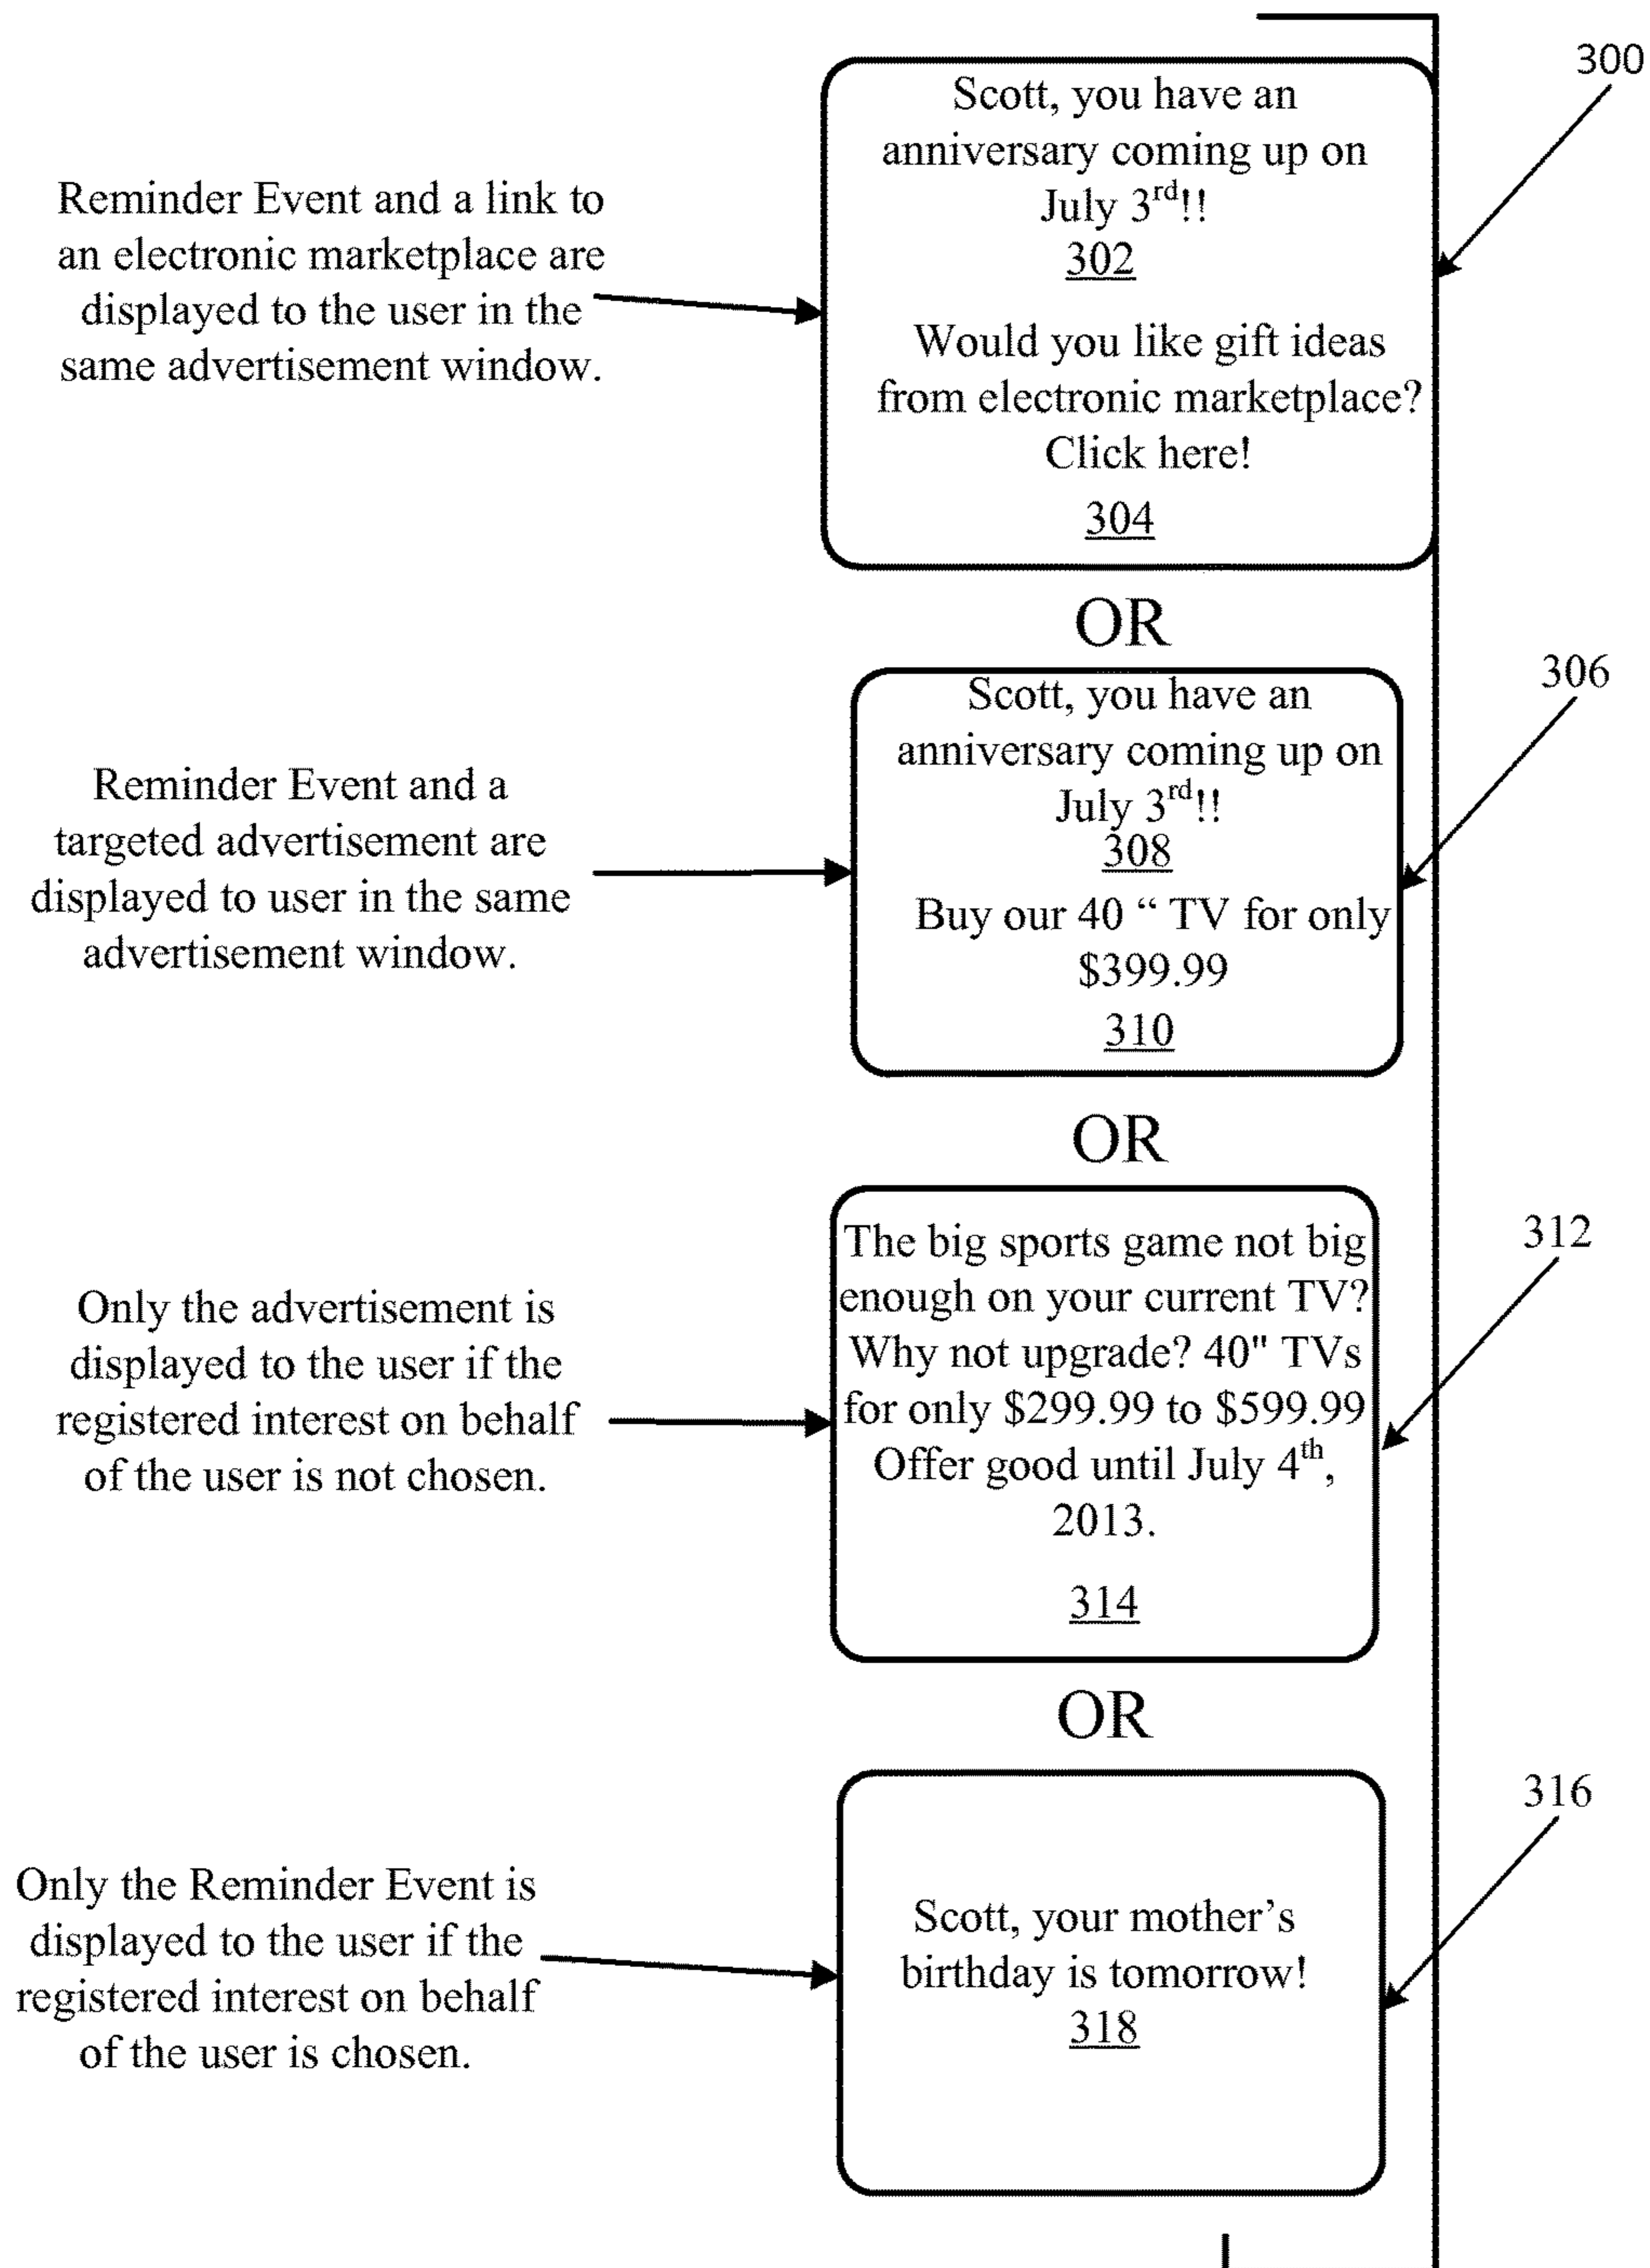 300
Scott, you have an
anniversary coming up on
July 3rd!!
302
Would you like gift ideas
from electronic marketplace?
Click here!
304
Reminder Event and a link to
an electronic marketplace are
displayed to the user in the
same advertisement window.
OR
306
Scott, you have an
anniversary coming up on
July 3rd!!
308
Buy our 40 “ TV for only
$399.99
310
Reminder Event and a
targeted advertisement are
displayed to user in the same
advertisement window.
OR
312
The big sports game not big
enough on your current TV?
Why not upgrade? 40" TVs
for only $299.99 to $599.99
Offer good until July 4th,
2013.
314
Only the advertisement is
displayed to the user if the
registered interest on behalf
of the user is not chosen.
OR
316
Scott, your mother’s
birthday is tomorrow!
318
Only the Reminder Event is
displayed to the user if the
registered interest on behalf
of the user is chosen.